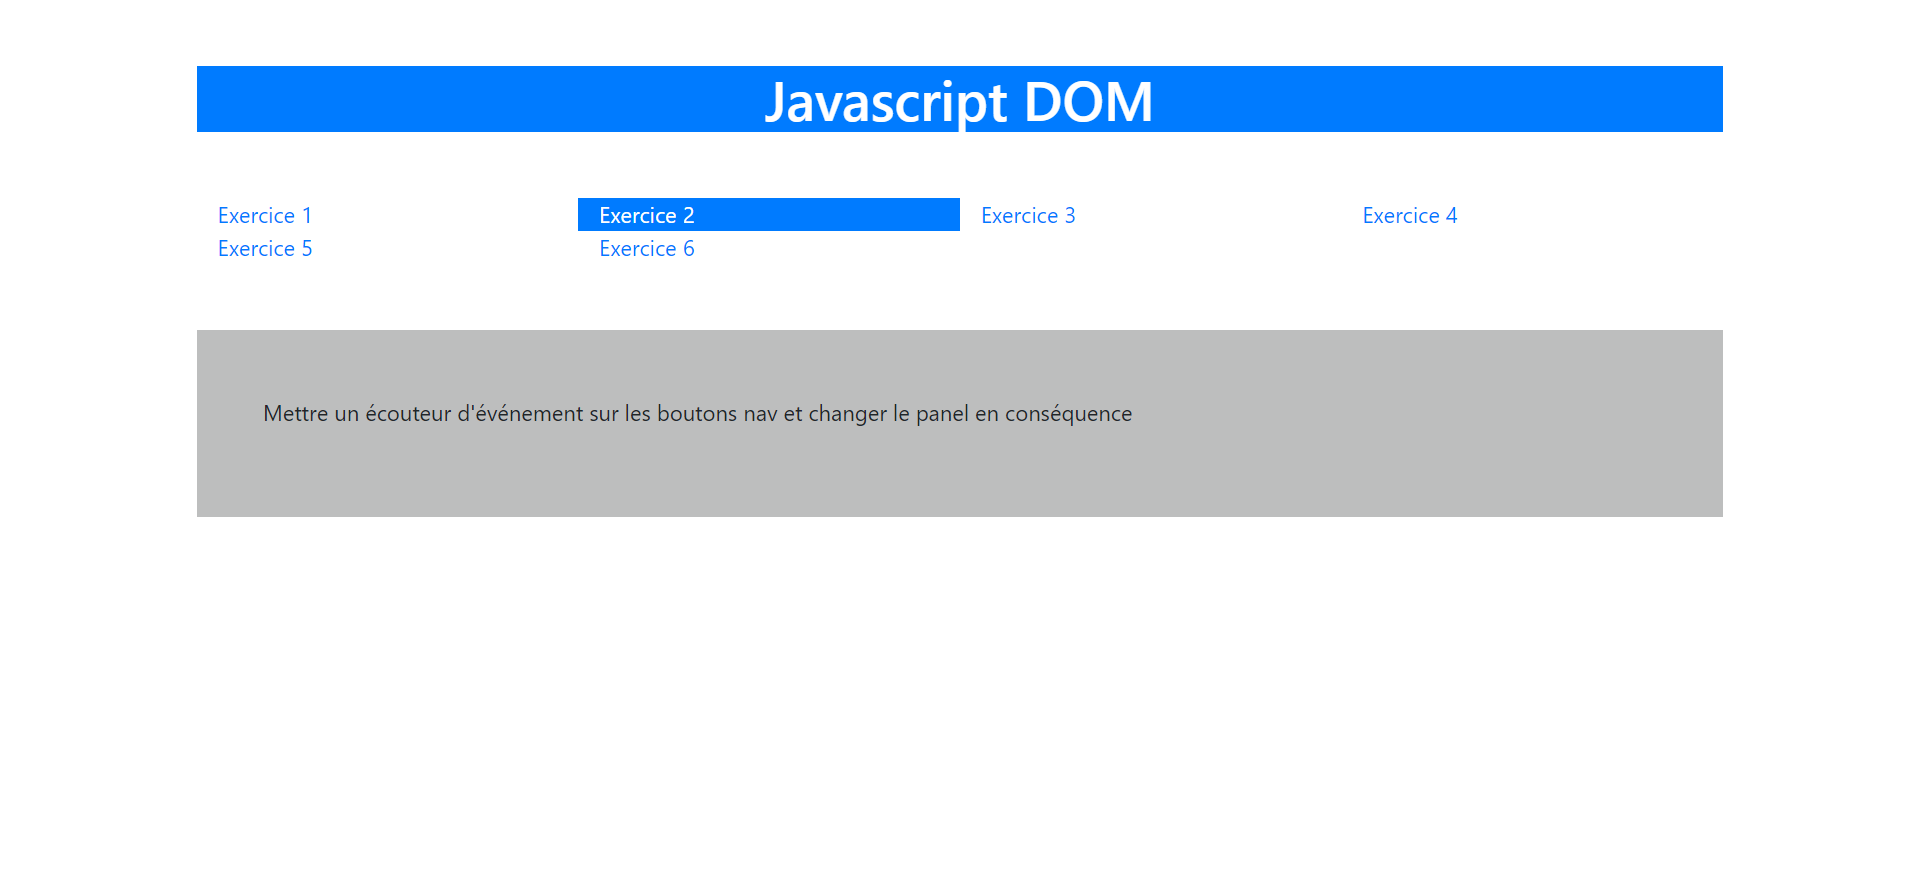 Javascript DOM
Exercice 1 Exercice 2 Exercice 3 Exercice 4
Exercice 5 Exercice 6
Mettre un écouteur d'événement sur les boutons nav et changer le panel en conséquence